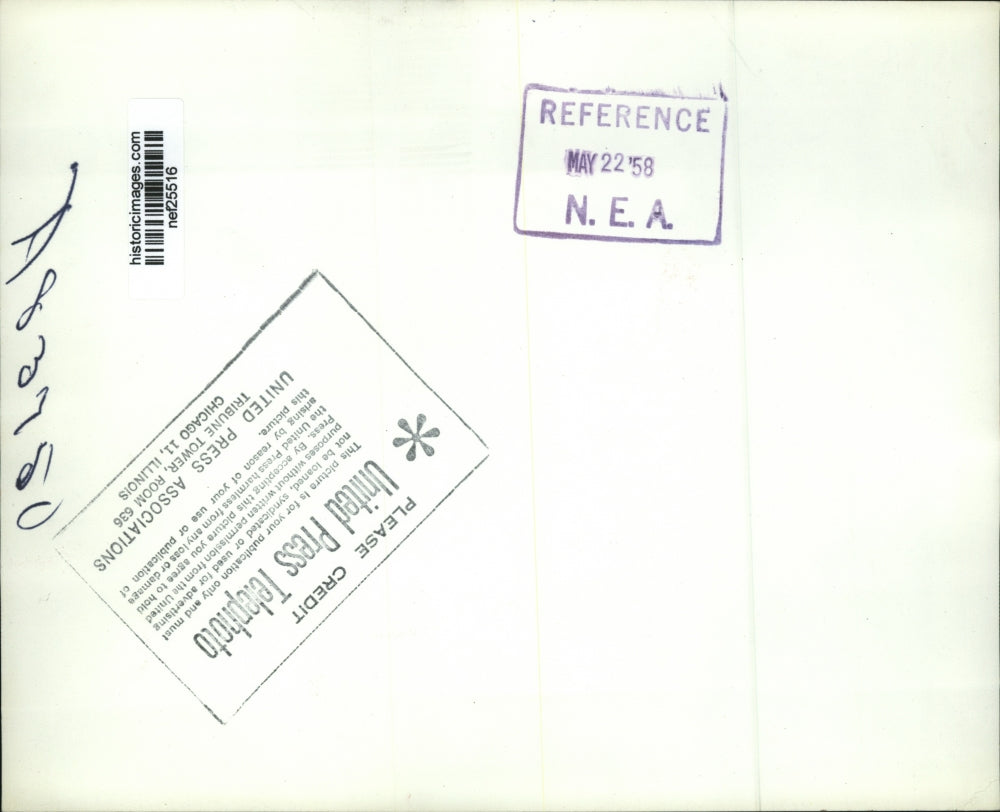 REFERENCE
MAY 22 '58
N. E. A.
historicimages.com
nef25516
PLEASE CREDIT
United Press Telephoto
This picture is for your publication only and must
not be loaned, syndicated or used for advertising
purposes without written permission from the United
Press. By accepting this picture you agree to hold
the United Press harmless from any loss or damage
arising by reason of your use or publication of
this picture.
UNITED PRESS ASSOCIATIONS
TRIBUNE TOWER, ROOM 636
CHICAGO 11, ILLINOIS